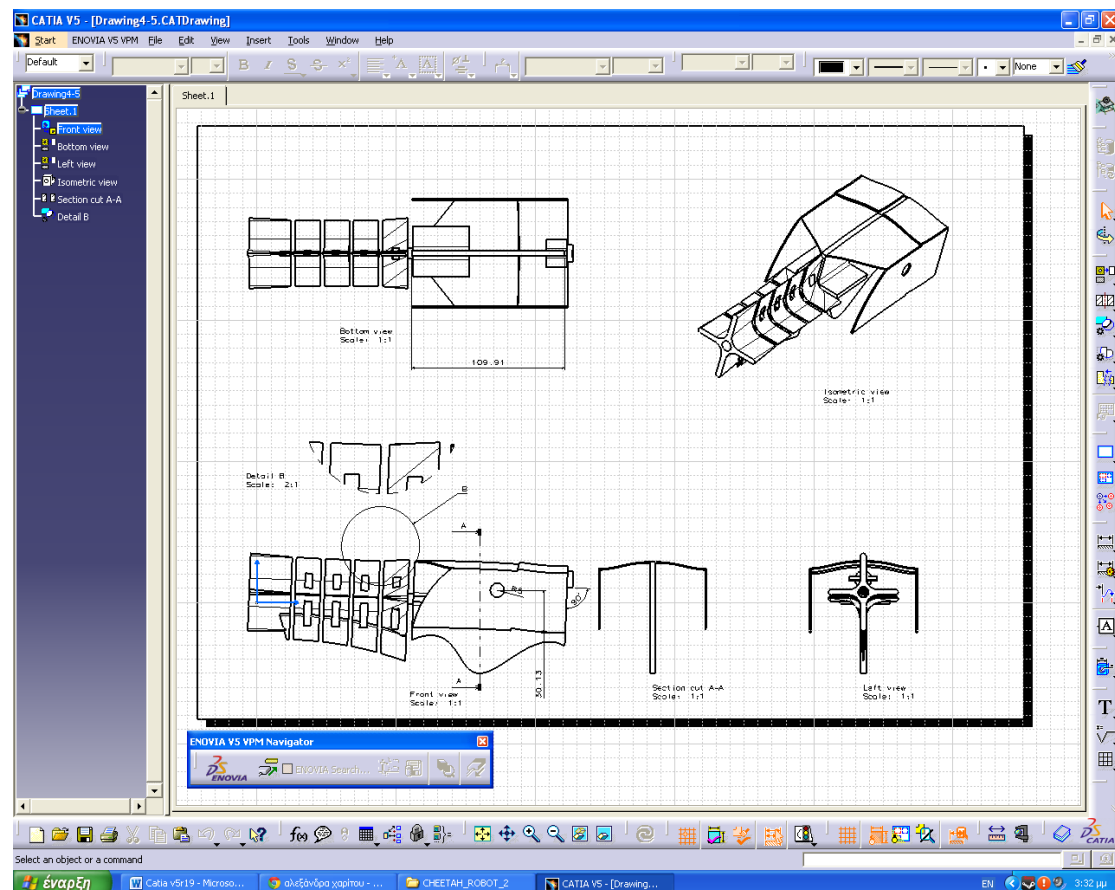 CATIA V5 - [Drawing4-5.CATDrawing]
Start ENOVIA V5 VPM File Edit View Insert Tools Window Help
Default
None
Drawing4-5
Sheet.1
Front view
Bottom view
Left view
Isometric view
Section cut A-A
Detail B
Sheet.1
Bottom view
Scale: 1:1
109.91
Isometric view
Scale: 1:1
Detail B
Scale: 2:1
B
A
R5
90°
30.13
A
Front view
Scale: 1:1
Section cut A-A
Scale: 1:1
Left view
Scale: 1:1
ENOVIA V5 VPM Navigator
ENOVIA
ENOVIA Search...
CATIA
Select an object or a command
έναρξη
Catia v5r19 - Microso...
αλεξάνδρα χαρίτου - ...
CHEETAH_ROBOT_2
CATIA V5 - [Drawing...
EN
3:32 μμ